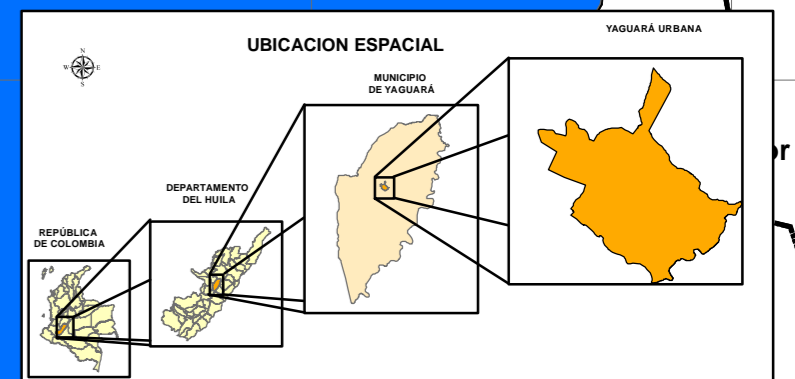 YAGUARÁ URBANA
UBICACION ESPACIAL
N
W E
S
MUNICIPIO
DE YAGUARÁ
DEPARTAMENTO
DEL HUILA
REPÚBLICA
DE COLOMBIA